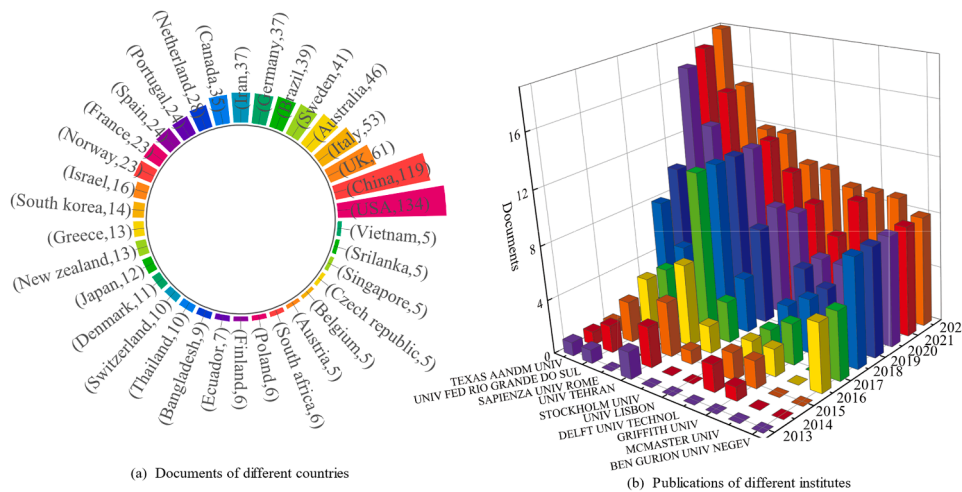 (Netherland,28)
(Canada,35)
(Iran,37)
(Germany,37)
(Brazil,39)
(Sweden,41)
(Australia,46)
(Italy,53)
(UK,61)
(China,119)
(USA,134)
(Portugal,24)
(Spain,24)
(France,23)
(Norway,23)
(Israel,16)
(South korea,14)
(Greece,13)
(New zealand,13)
(Japan,12)
(Denmark,11)
(Switzerland,10)
(Thailand,10)
(Bangladesh,9)
(Ecuador,7)
(Finland,6)
(Poland,6)
(South africa,6)
(Austria,5)
(Belgium,5)
(Czech republic,5)
(Singapore,5)
(Srilanka,5)
(Vietnam,5)
(a) Documents of different countries
Documents
16
12
8
4
0
TEXAS AANDM UNIV
UNIV FED RIO GRANDE DO SUL
SAPIENZA UNIV ROME
UNIV TEHRAN
STOCKHOLM UNIV
UNIV LISBON
DELFT UNIV TECHNOL
GRIFFITH UNIV
MCMASTER UNIV
BEN GURION UNIV NEGEV
2013
2014
2015
2016
2017
2018
2019
2020
2021
202
(b) Publications of different institutes